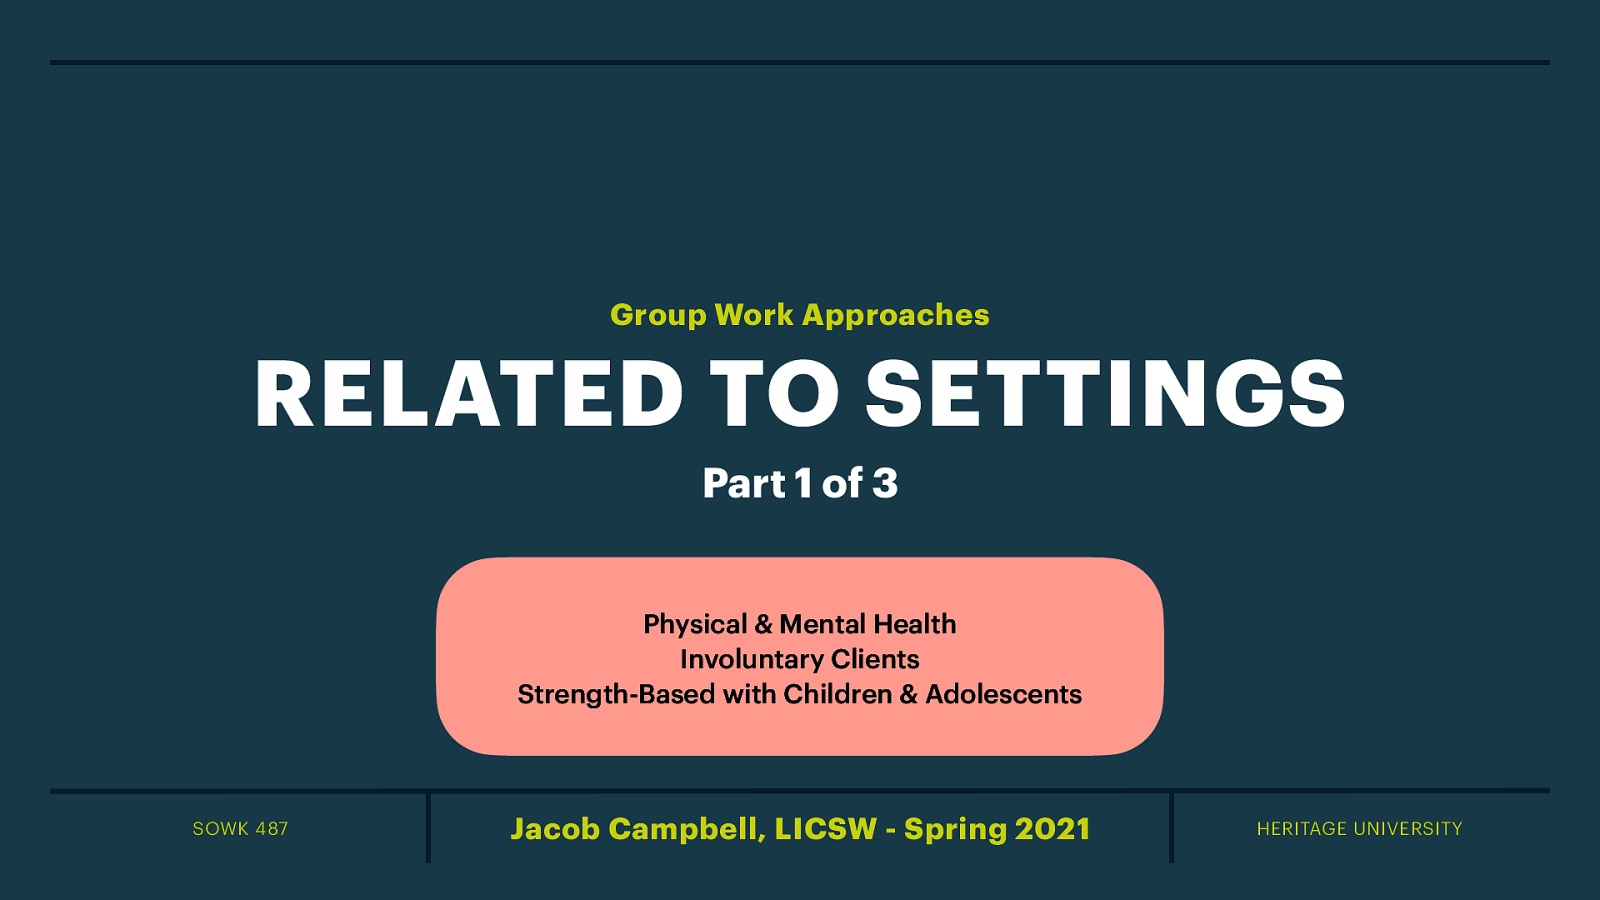 Group Work Approaches
RELATED TO SETTINGS
Part 1 of 3
Physical & Mental Health
Involuntary Clients
Strength-Based with Children & Adolescents
SOWK 487
Jacob Campbell, LICSW - Spring 2021
HERITAGE UNIVERSITY